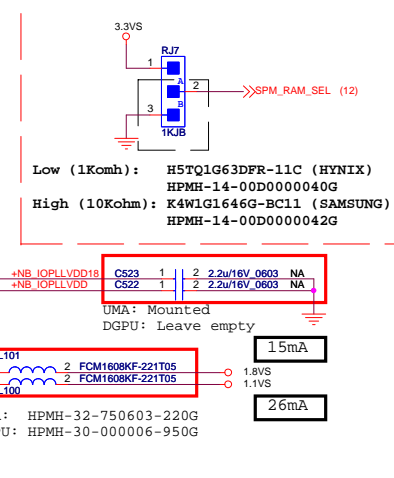 3.3VS
RJ7
1
A
2
SPM_RAM_SEL (12)
3
B
1KJB
Low (1Komh): H5TQ1G63DFR-11C (HYNIX)
HPMH-14-00D0000040G
High (10Kohm): K4W1G1646G-BC11 (SAMSUNG)
HPMH-14-00D0000042G
+NB_IOPLLVDD18 C523 1 2 2.2u/16V_0603 NA
+NB_IOPLLVDD C522 1 2 2.2u/16V_0603 NA
UMA: Mounted
DGPU: Leave empty
15mA
L101
2 FCM1608KF-221T05 1.8VS
2 FCM1608KF-221T05 1.1VS
L100
26mA
: HPMH-32-750603-220G
PU: HPMH-30-000006-950G